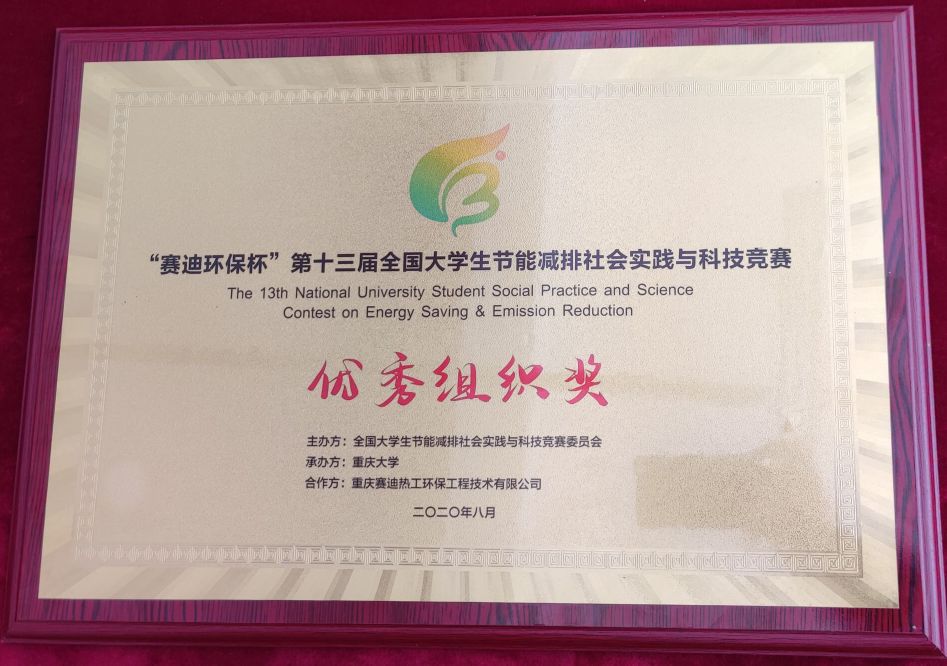 “赛迪环保杯”第十三届全国大学生节能减排社会实践与科技竞赛
The 13th National University Student Social Practice and Science
Contest on Energy Saving & Emission Reduction
优秀组织奖
主办方：全国大学生节能减排社会实践与科技竞赛委员会
承办方：重庆大学
合作方：重庆赛迪热工环保工程技术有限公司
二〇二〇年八月